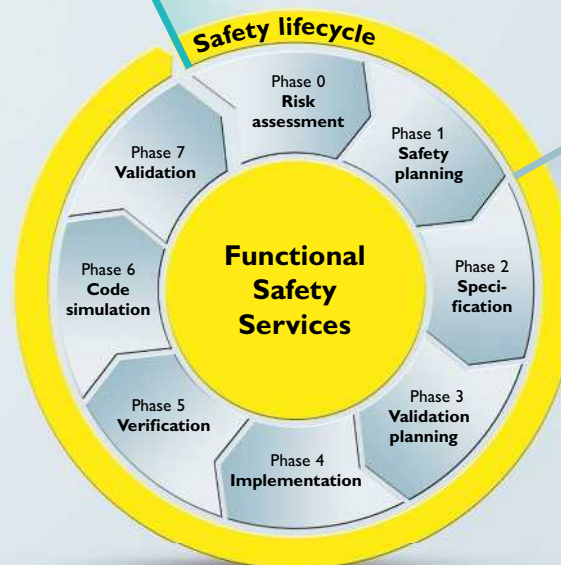 Safety lifecycle
Phase 0
Risk
assessment
Phase 1
Safety
planning
Phase 2
Speci-
fication
Phase 3
Validation
planning
Phase 4
Implementation
Phase 5
Verification
Phase 6
Code
simulation
Phase 7
Validation
Functional
Safety
Services